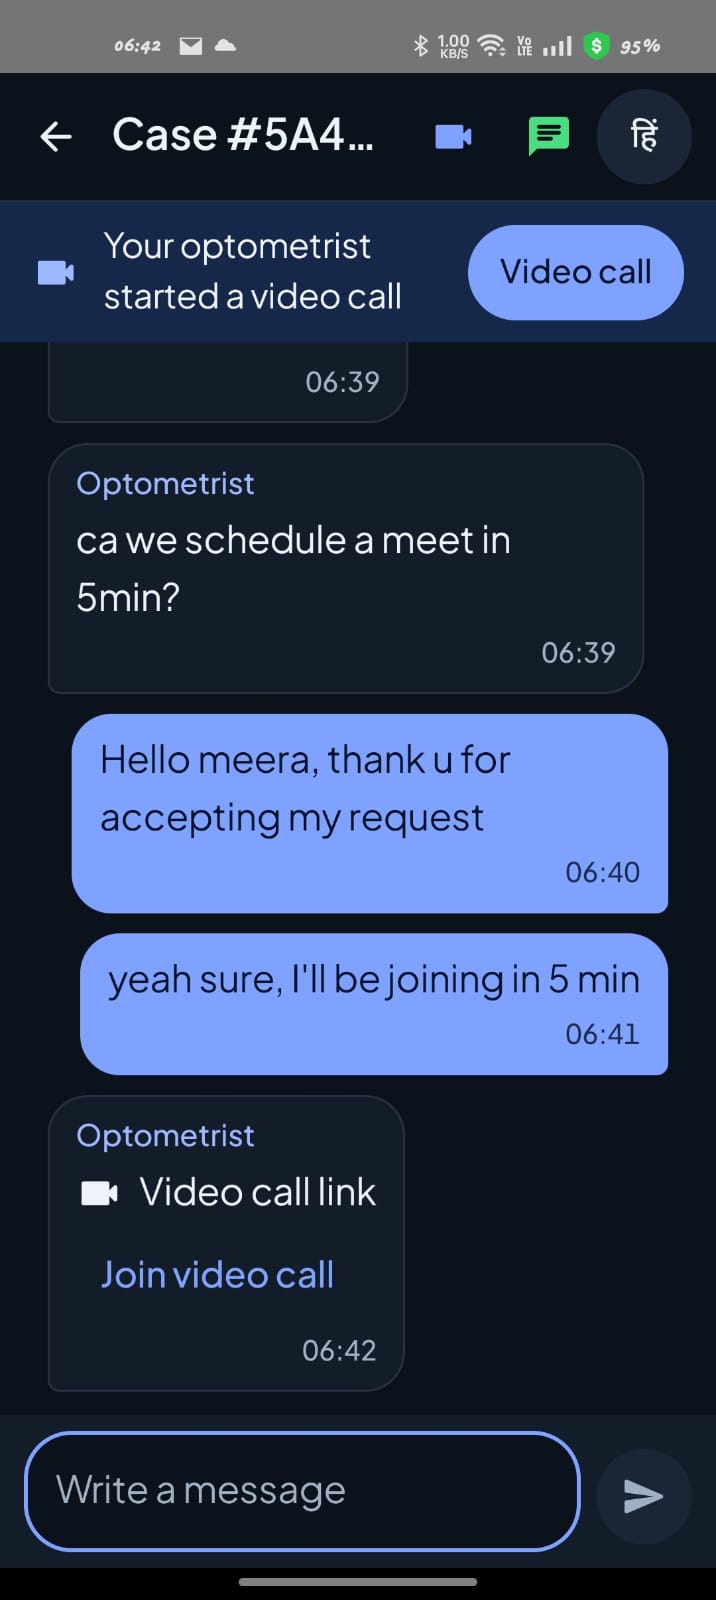 06:42 1.00 KB/S Vo LTE $ 95%
Case #5A4... हिं
Your optometrist
started a video call
Video call
06:39
Optometrist
ca we schedule a meet in
5min?
06:39
Hello meera, thank u for
accepting my request
06:40
yeah sure, I'll be joining in 5 min
06:41
Optometrist
Video call link
Join video call
06:42
Write a message